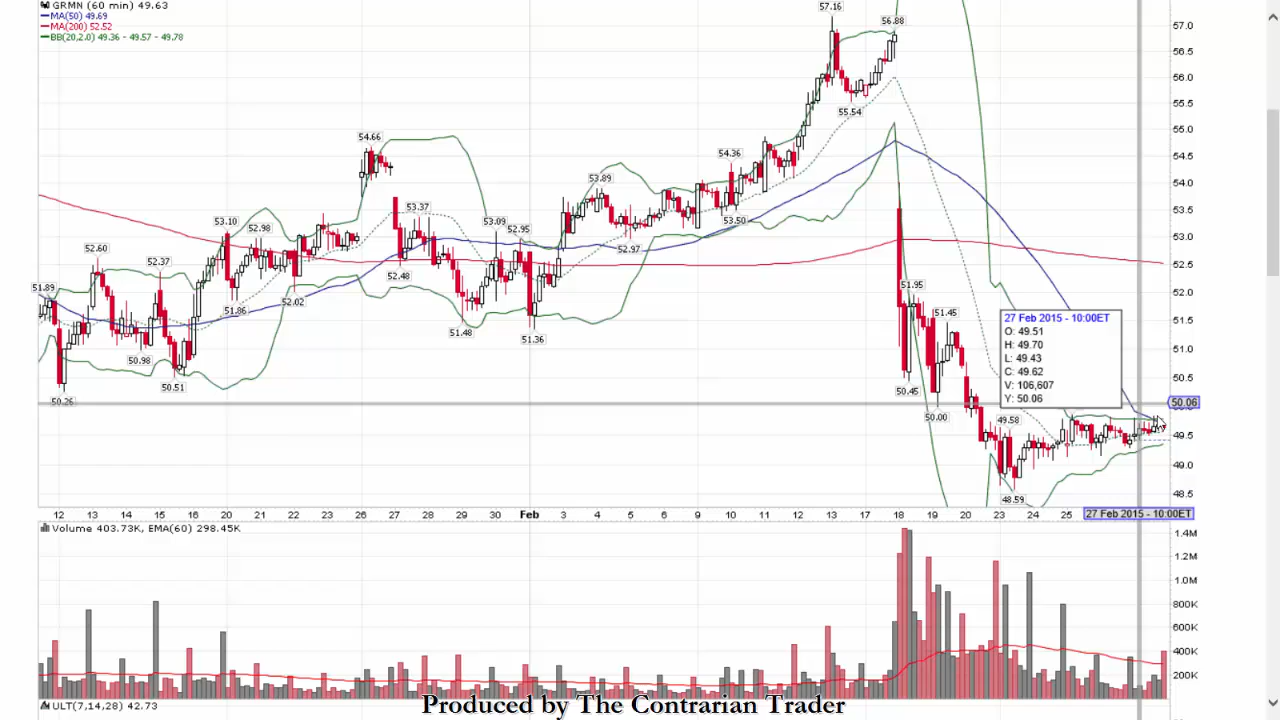 GRMN (60 min) 49.63
MA(50) 49.69
MA(200) 52.52
BB(20,2.0) 49.36 - 49.57 - 49.78
57.16
56.88
57.0
56.5
56.0
55.5
55.54
55.0
54.66
54.5
54.36
54.0
53.89
53.5
53.37
53.50
53.10
53.09
52.98
52.95
52.97
53.0
52.60
52.37
52.48
52.5
51.89
51.86
52.02
52.0
51.95
51.5
51.45
51.48
51.36
51.0
50.98
50.51
50.5
50.45
50.26
50.00
50.06
27 Feb 2015 - 10:00ET
O: 49.51
H: 49.70
L: 49.43
C: 49.62
V: 106,607
Y: 50.06
49.58
49.5
49.0
48.59
48.5
12 13 14 15 16 20 21 22 23 26 27 28 29 30 Feb 3 4 5 6 9 10 11 12 13 17 18 19 20 23 24 25 27 Feb 2015 - 10:00ET
Volume 403.73K, EMA(60) 298.45K
1.4M
1.2M
1.0M
800K
600K
400K
200K
Produced by The Contrarian Trader
ULT(7,14,28) 42.73